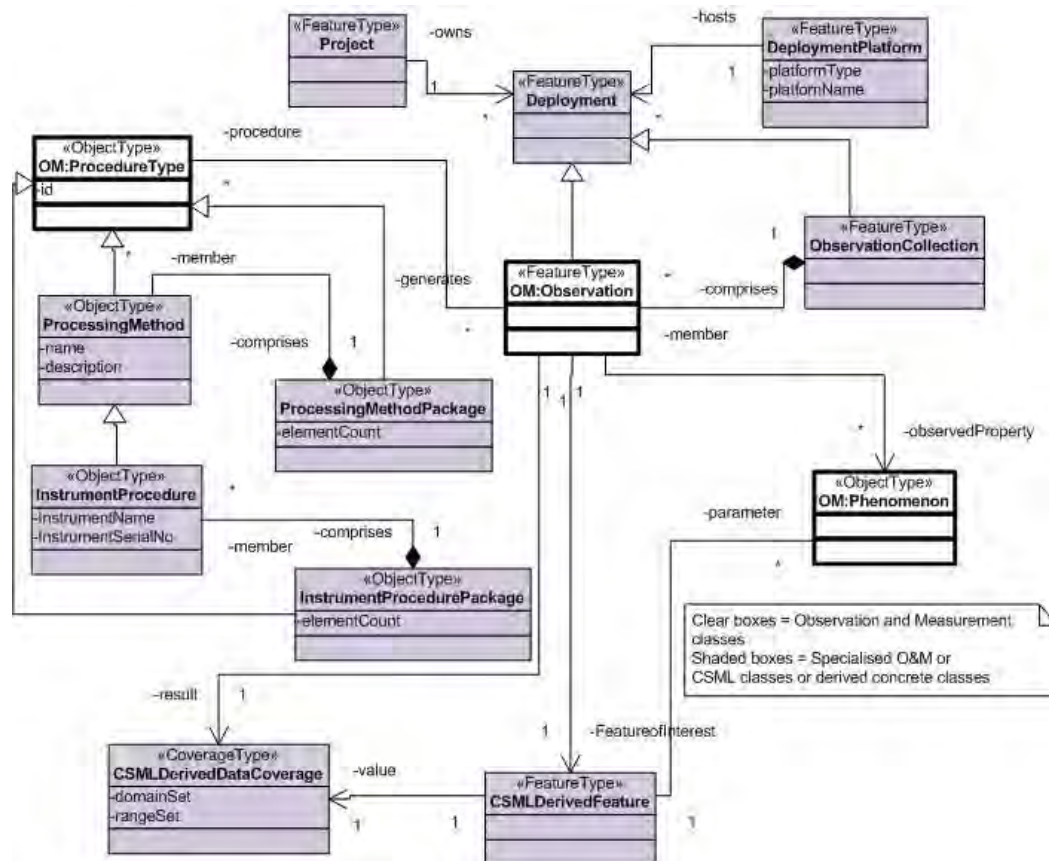 «FeatureType»
Project
-owns
1
*
-hosts
1
*
«FeatureType»
DeploymentPlatform
-platformType
-platformName
«FeatureType»
Deployment
-procedure
*
«ObjectType»
OM:ProcedureType
-id
*
-member
-generates
*
«FeatureType»
OM:Observation
*
-comprises
-member
1
«FeatureType»
ObservationCollection
«ObjectType»
ProcessingMethod
-name
-description
-comprises
1
«ObjectType»
ProcessingMethodPackage
-elementCount
1
1
1
*
-observedProperty
«ObjectType»
InstrumentProcedure
-InstrumentName
-InstrumentSerialNo
*
-member
-comprises
1
«ObjectType»
InstrumentProcedurePackage
-elementCount
«ObjectType»
OM:Phenomenon
-parameter
*
Clear boxes = Observation and Measurement
classes
Shaded boxes = Specialised O&M or
CSML classes or derived concrete classes
-result
1
1
-FeatureofInterest
«CoverageType»
CSMLDerivedDataCoverage
-domainSet
-rangeSet
-value
1
1
«FeatureType»
CSMLDerivedFeature
1